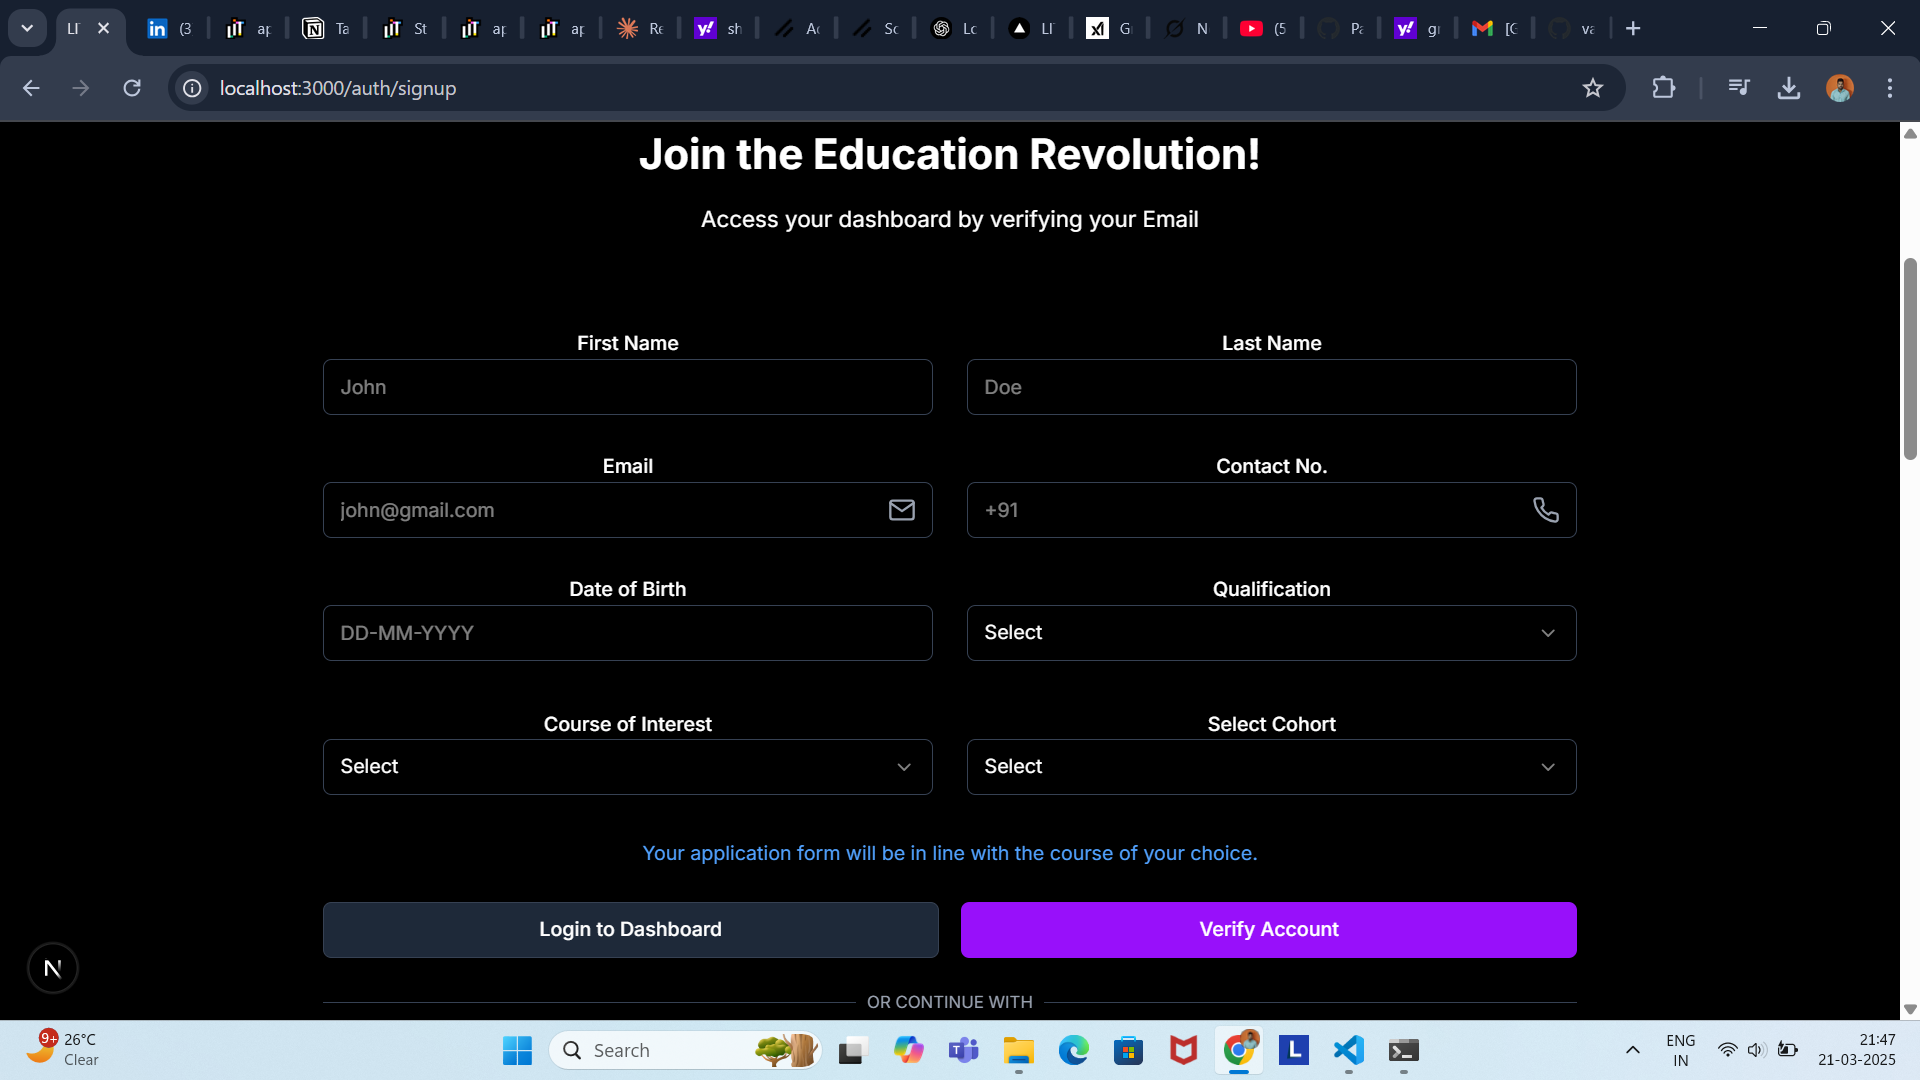 LI
(3
ap
Ta
St
ap
ap
Re
sh
Ac
Sc
Lo
LI
G
N
(5
Pa
gr
[G
va
localhost:3000/auth/signup
Join the Education Revolution!
Access your dashboard by verifying your Email
First Name
Last Name
John
Doe
Email
Contact No.
john@gmail.com
+91
Date of Birth
Qualification
DD-MM-YYYY
Select
Course of Interest
Select Cohort
Select
Select
Your application form will be in line with the course of your choice.
Login to Dashboard
Verify Account
OR CONTINUE WITH
N
9+
26°C
Clear
Search
ENG
IN
21:47
21-03-2025